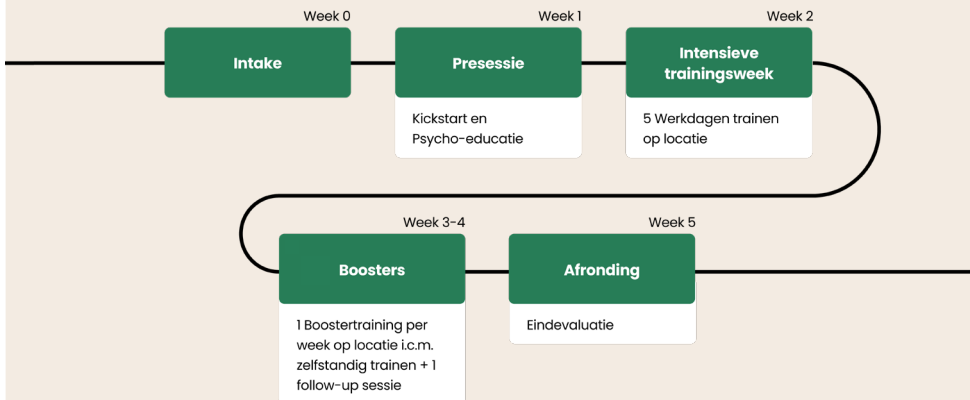 Week 0
Intake
Week 1
Presessie
Kickstart en
Psycho-educatie
Week 2
Intensieve
trainingsweek
5 Werkdagen trainen
op locatie
Week 3-4
Boosters
1 Boostertraining per
week op locatie i.c.m.
zelfstandig trainen + 1
follow-up sessie
Week 5
Afronding
Eindevaluatie